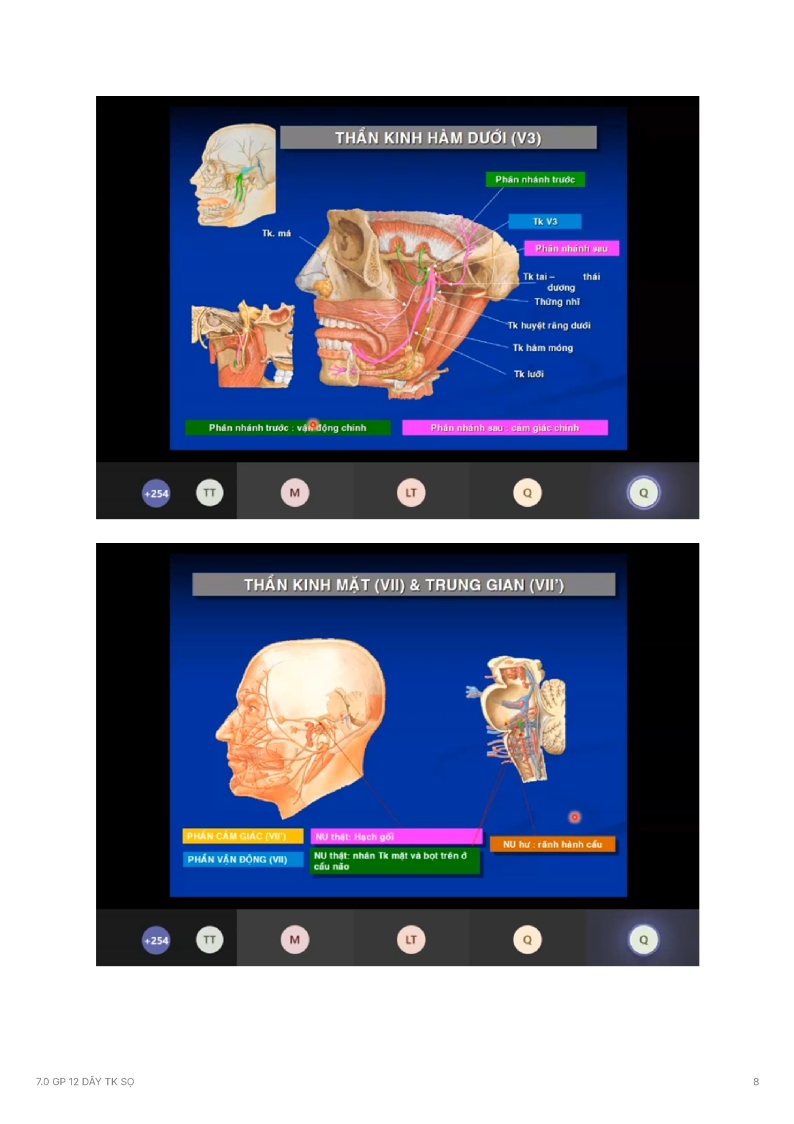 THẦN KINH HÀM DƯỚI (V3)
Phân nhánh trước
Tk V3
Tk. má
Phân nhánh sau
Tk tai – thái
dương
Thừng nhĩ
Tk huyệt răng dưới
Tk hàm móng
Tk lưỡi
Phân nhánh trước : vận động chính
Phân nhánh sau : cảm giác chính
+254
TT
M
LT
Q
Q
THẦN KINH MẶT (VII) & TRUNG GIAN (VII’)
PHẦN CẢM GIÁC (VII’)
NU thật: Hạch gối
NU hư : rãnh hành cầu
PHẦN VẬN ĐỘNG (VII)
NU thật: nhân Tk mặt và bọt trên ở
cầu não
+254
TT
M
LT
Q
Q
7.0 GP 12 DÂY TK SỌ
8